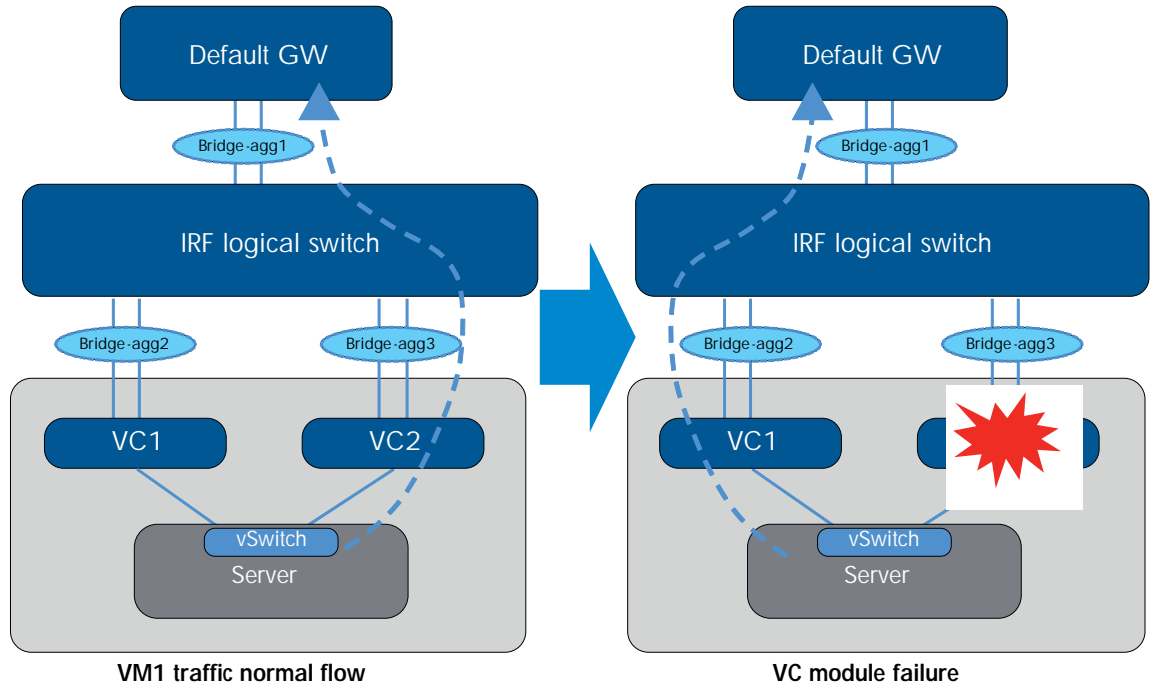 Default GW
Bridge-agg1
IRF logical switch
Bridge-agg2
Bridge-agg3
VC1
VC2
vSwitch
Server
VM1 traffic normal flow
Default GW
Bridge-agg1
IRF logical switch
Bridge-agg2
Bridge-agg3
VC1
vSwitch
Server
VC module failure